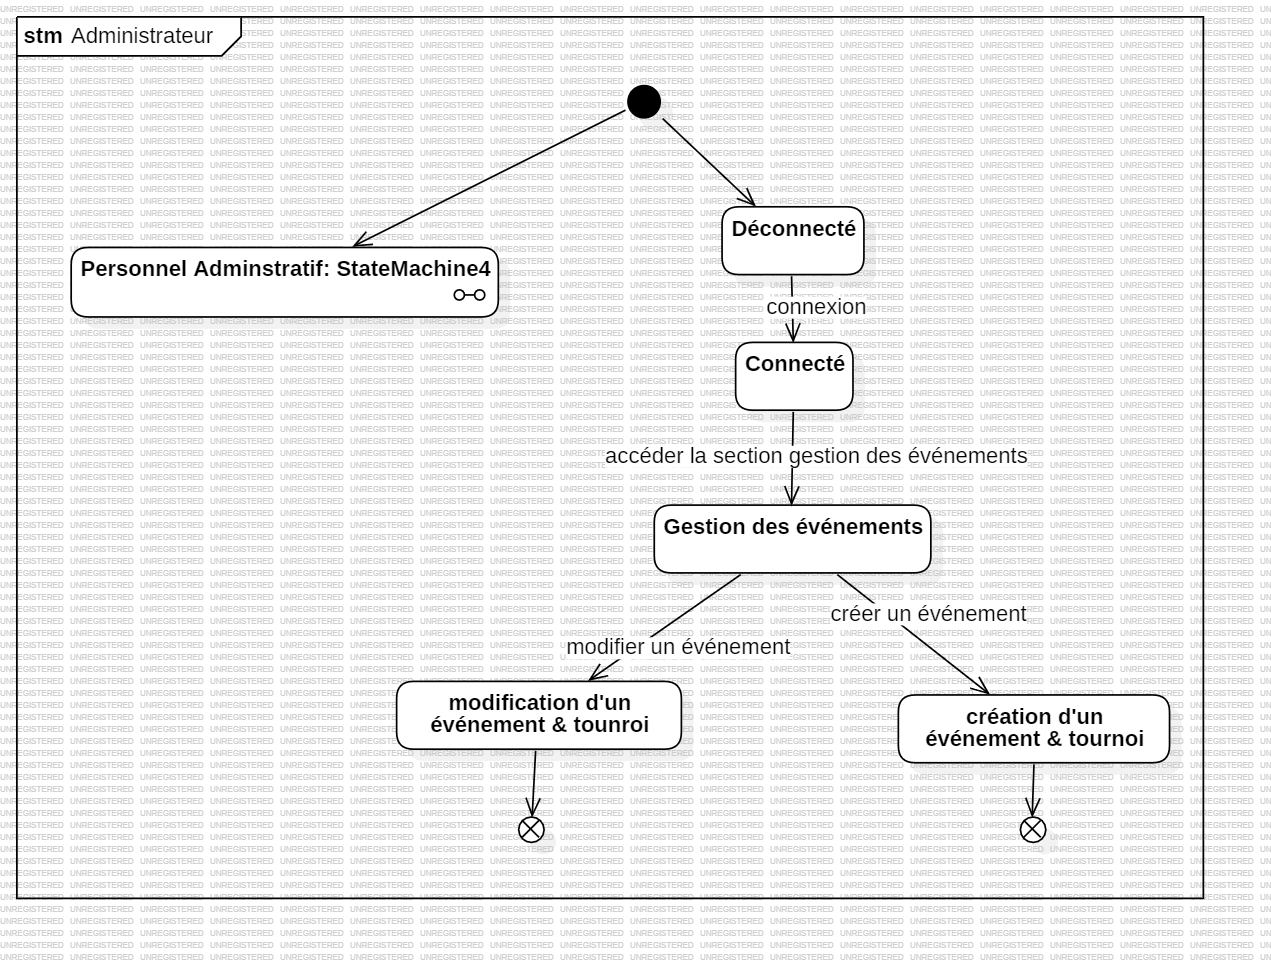 stm Administrateur
Déconnecté
Personnel Adminstratif: StateMachine4
connexion
Connecté
accéder la section gestion des événements
Gestion des événements
créer un événement
modifier un événement
modification d'un
événement & tounroi
création d'un
événement & tournoi
UNREGISTERED